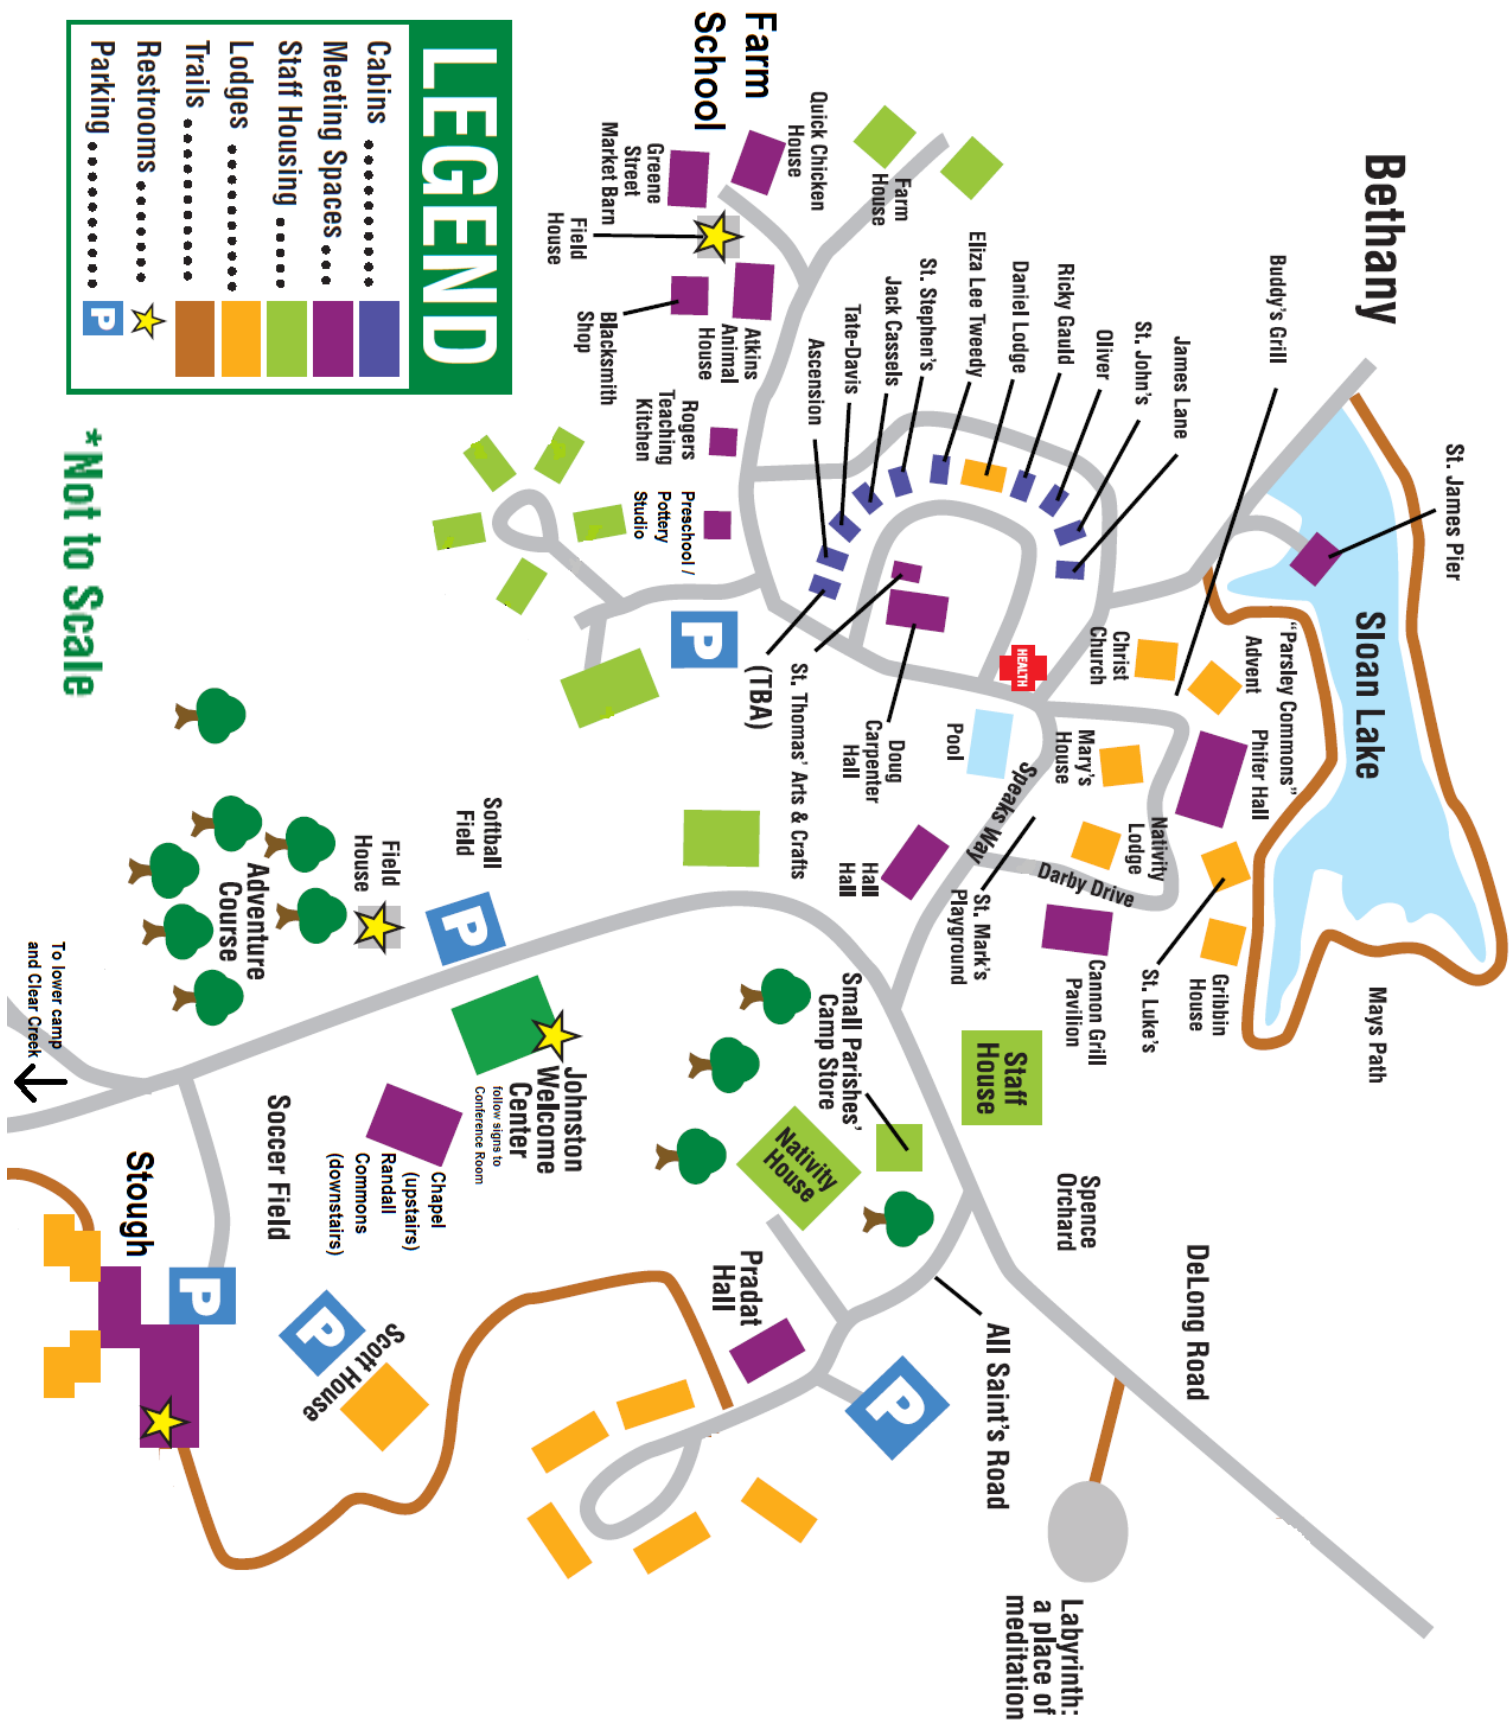 LEGEND
Cabins
Meeting Spaces
Staff Housing
Lodges
Trails
Restrooms
Parking
P
*Not to Scale
Bethany
Farm
School
Quick Chicken
House
Greene
Street
Market Barn
Field
House
Farm
House
Blacksmith
Shop
Atkins
Animal
House
Rogers
Teaching
Kitchen
Preschool /
Pottery
Studio
Ascension
Tate-Davis
Jack Cassels
St. Stephen's
Eliza Lee Tweedy
Daniel Lodge
Ricky Gauld
Oliver
St. John's
James Lane
Buddy's Grill
St. James Pier
Sloan Lake
(TBA)
St. Thomas' Arts & Crafts
Doug
Carpenter
Hall
HEALTH
Pool
Christ
Church
Advent
"Parsley Commons"
Phifer Hall
Mary's
House
Nativity
Lodge
Speaks Way
Darby Drive
Hall
Hall
St. Mark's
Playground
Cannon Grill
Pavilion
St. Luke's
Gribbin
House
Mays Path
P
Softball
Field
Field
House
Adventure
Course
P
To lower camp
and Clear Creek
Johnston
Welcome
Center
follow signs to
Conference Room
Small Parishes'
Camp Store
Staff
House
Nativity
House
Spence
Orchard
DeLong Road
Chapel
(upstairs)
Randall
Commons
(downstairs)
Soccer Field
Stough
P
P
Scott House
Pradat
Hall
P
All Saint's Road
Labyrinth:
a place of
meditation